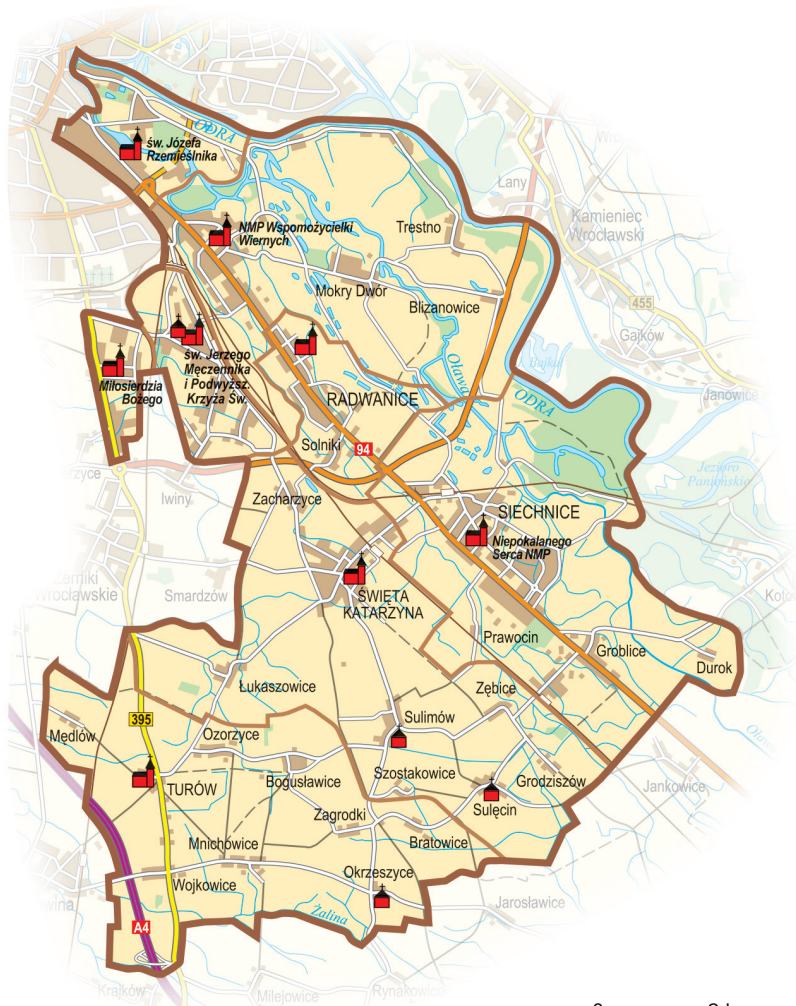 ODRA
św. Józefa
Rzemieślnika
Łany
Kamieniec
Wrocławski
NMP Wspomożycielki
Wiernych
Trestno
Mokry Dwór
Blizanowice
455
Gajków
św. Jerzego
Męczennika
i Podwyższ.
Krzyża Św.
Miłosierdzia
Bożego
Oława
ODRA
Janowice
RADWANICE
Solniki
94
Jezioro
Panieńskie
Iwiny
Zacharzyce
SIECHNICE
Niepokalanego
Serca NMP
Smardzów
ŚWIĘTA
KATARZYNA
Prawocin
Groblice
Durok
Łukaszowice
Zębice
395
Mędłów
Ozorzyce
Sulimów
TURÓW
Bogusławice
Szostakowice
Grodziszów
Jankowice
Sulęcin
Zagrodki
Mnichowice
Bratowice
Wojkowice
Okrzeszyce
Żalina
Jarosławice
A4
Krajków
Milejowice
Rynakowice